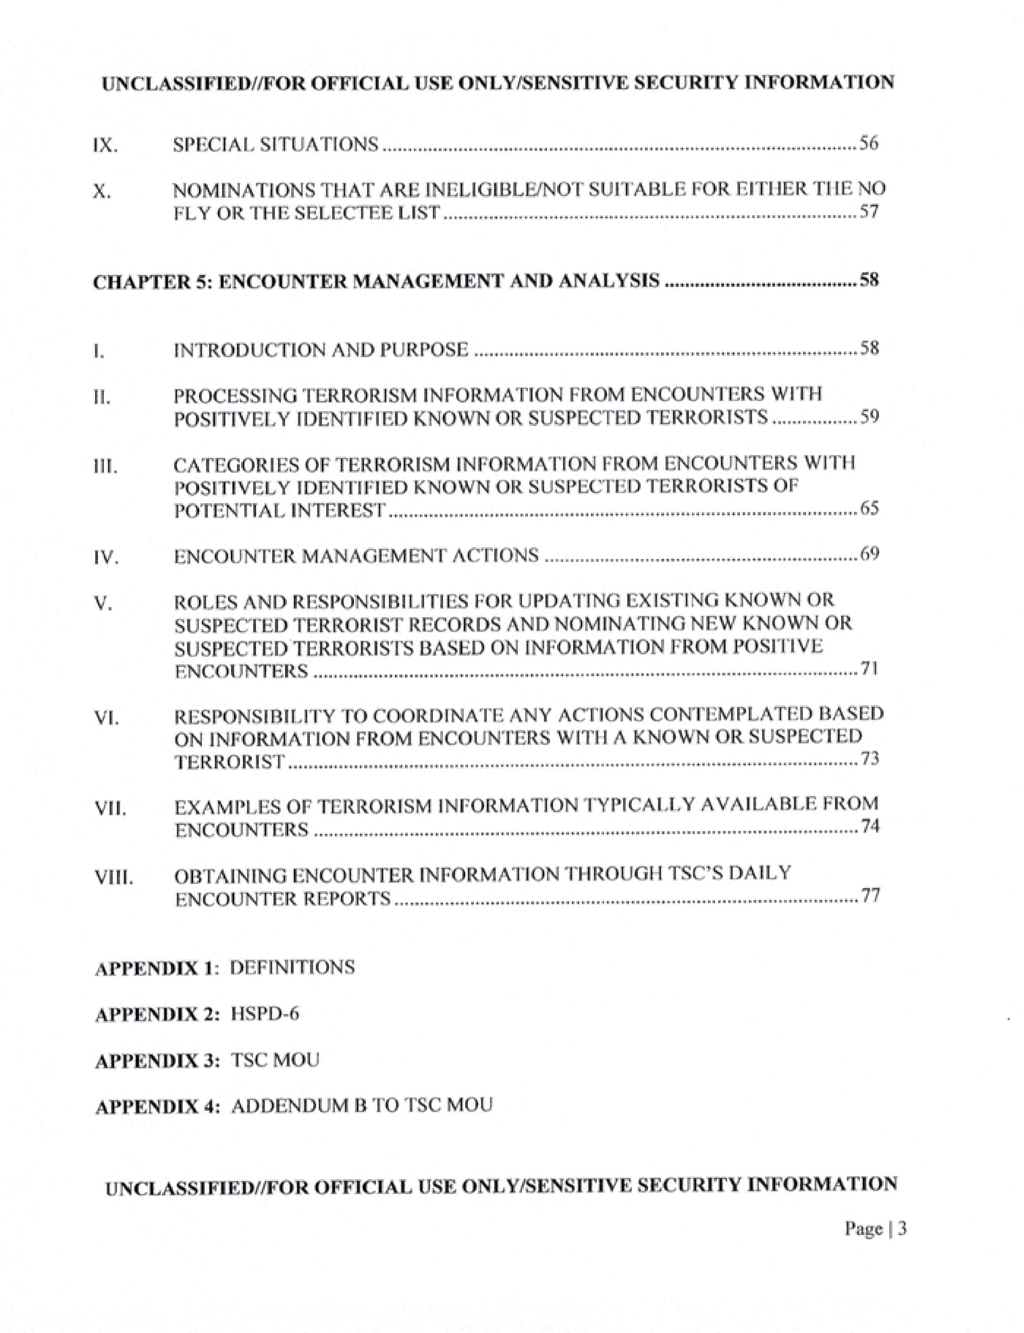 UNCLASSIFIED//FOR OFFICIAL USE ONLY/SENSITIVE SECURITY INFORMATION
IX. SPECIAL SITUATIONS ........................................................................ 56
X. NOMINATIONS THAT ARE INELIGIBLE/NOT SUITABLE FOR EITHER THE NO
FLY OR THE SELECTEE LIST ........................................................................ 57
CHAPTER 5: ENCOUNTER MANAGEMENT AND ANALYSIS .................................... 58
I. INTRODUCTION AND PURPOSE ........................................................................ 58
II. PROCESSING TERRORISM INFORMATION FROM ENCOUNTERS WITH
POSITIVELY IDENTIFIED KNOWN OR SUSPECTED TERRORISTS ................. 59
III. CATEGORIES OF TERRORISM INFORMATION FROM ENCOUNTERS WITH
POSITIVELY IDENTIFIED KNOWN OR SUSPECTED TERRORISTS OF
POTENTIAL INTEREST ........................................................................ 65
IV. ENCOUNTER MANAGEMENT ACTIONS ............................................................ 69
V. ROLES AND RESPONSIBILITIES FOR UPDATING EXISTING KNOWN OR
SUSPECTED TERRORIST RECORDS AND NOMINATING NEW KNOWN OR
SUSPECTED TERRORISTS BASED ON INFORMATION FROM POSITIVE
ENCOUNTERS ........................................................................ 71
VI. RESPONSIBILITY TO COORDINATE ANY ACTIONS CONTEMPLATED BASED
ON INFORMATION FROM ENCOUNTERS WITH A KNOWN OR SUSPECTED
TERRORIST ........................................................................ 73
VII. EXAMPLES OF TERRORISM INFORMATION TYPICALLY AVAILABLE FROM
ENCOUNTERS ........................................................................ 74
VIII. OBTAINING ENCOUNTER INFORMATION THROUGH TSC'S DAILY
ENCOUNTER REPORTS ........................................................................ 77
APPENDIX 1: DEFINITIONS
APPENDIX 2: HSPD-6
APPENDIX 3: TSC MOU
APPENDIX 4: ADDENDUM B TO TSC MOU
UNCLASSIFIED//FOR OFFICIAL USE ONLY/SENSITIVE SECURITY INFORMATION
Page | 3